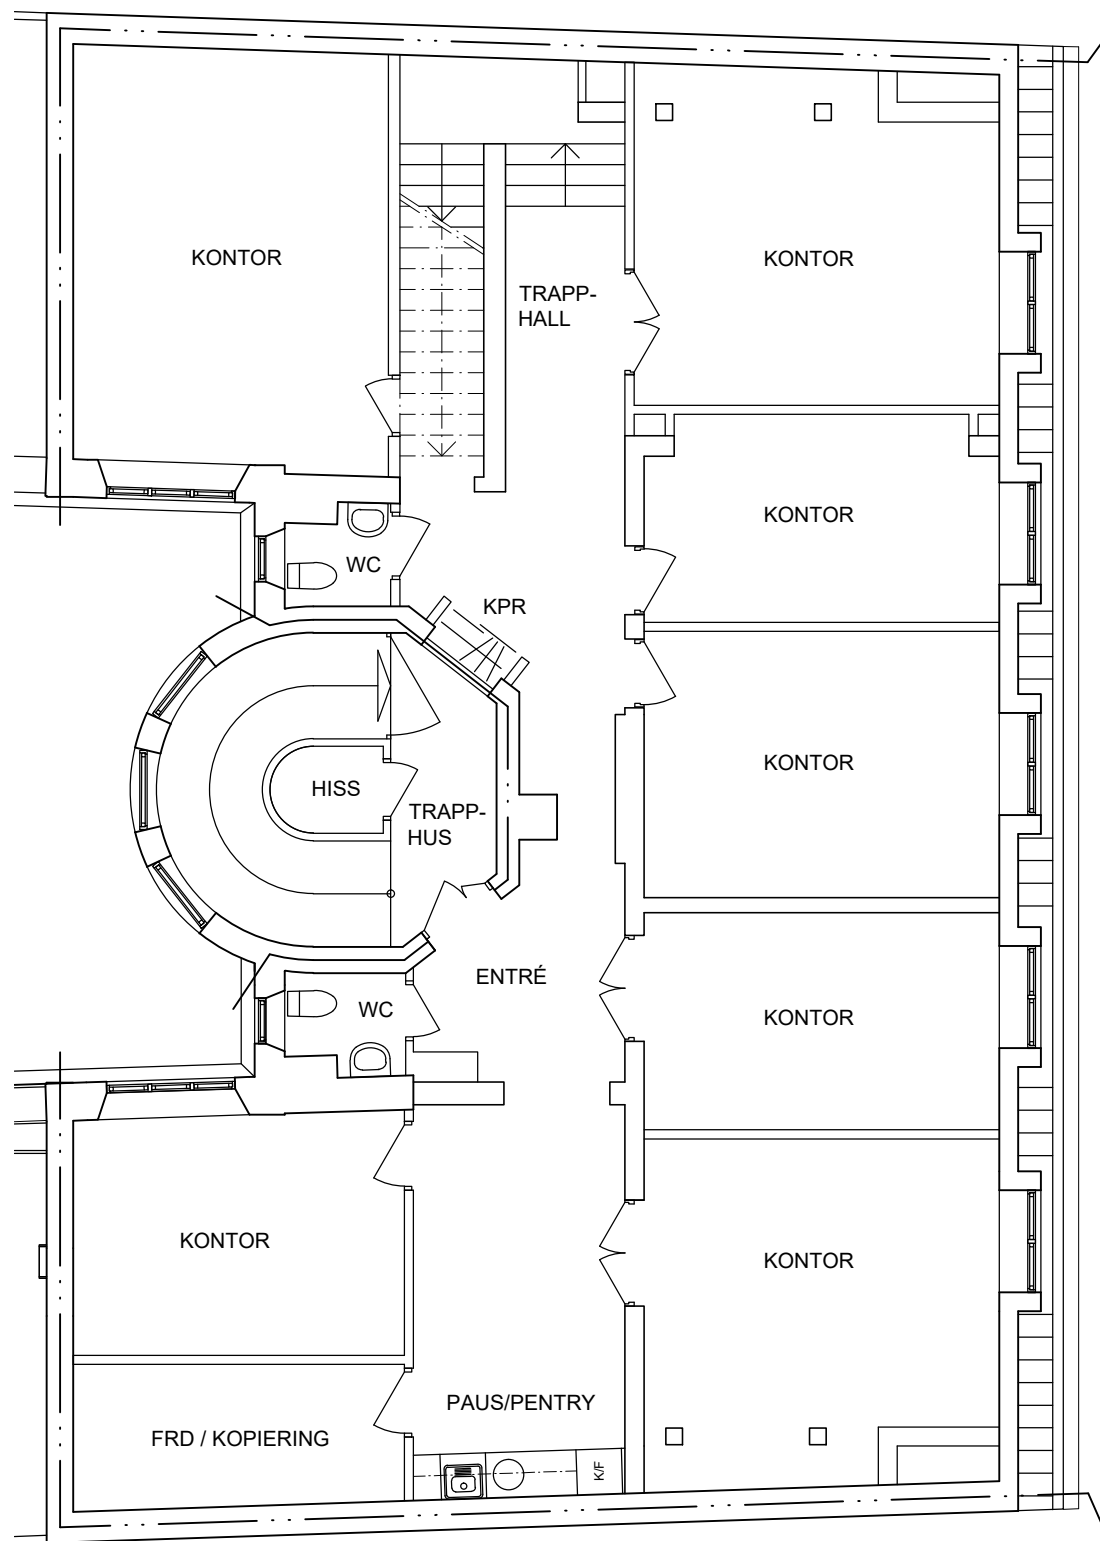 KONTOR
KONTOR
TRAPP-
HALL
KONTOR
WC
KPR
KONTOR
HISS
TRAPP-
HUS
ENTRÉ
WC
KONTOR
KONTOR
KONTOR
PAUS/PENTRY
FRD / KOPIERING
K/F